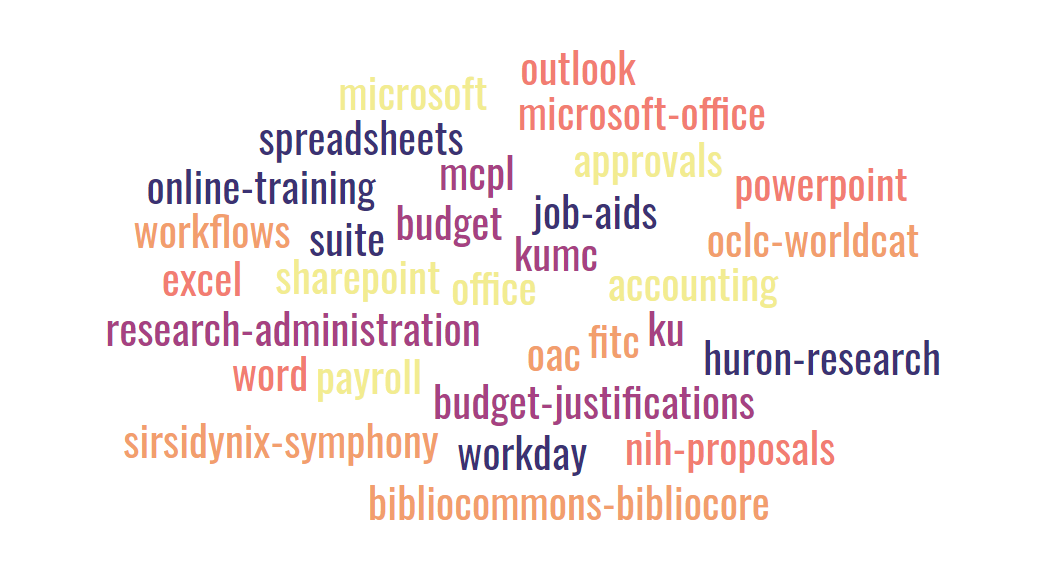 outlook
microsoft
microsoft-office
spreadsheets
approvals
mcpl
online-training
powerpoint
job-aids
budget
workflows
suite
oclc-worldcat
kumc
excel
sharepoint
office
accounting
research-administration
ku
fitc
oac
huron-research
word
payroll
budget-justifications
sirsidynix-symphony
workday
nih-proposals
bibliocommons-bibliocore